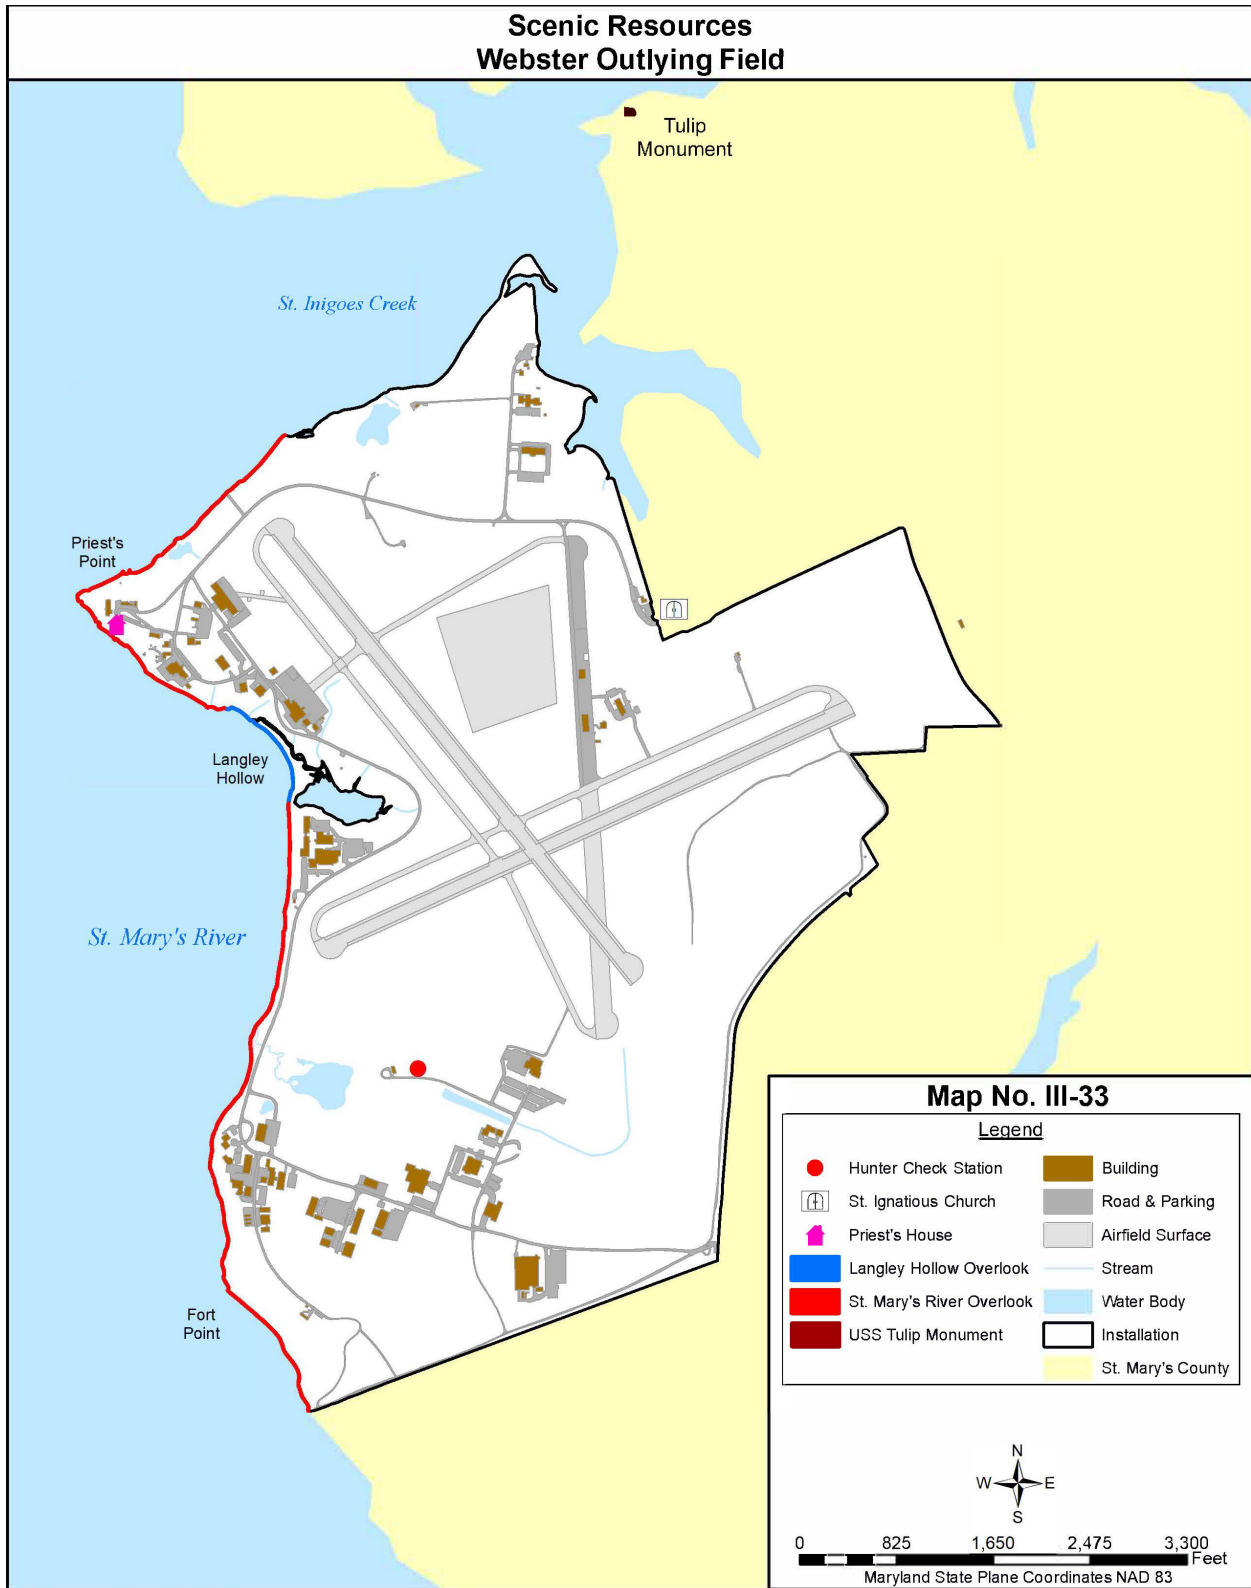 Scenic Resources
Webster Outlying Field
Tulip
Monument
St. Inigoes Creek
Priest's
Point
Langley
Hollow
St. Mary's River
Fort
Point
Map No. III-33
Legend
Hunter Check Station
St. Ignatious Church
Priest's House
Langley Hollow Overlook
St. Mary's River Overlook
USS Tulip Monument
Building
Road & Parking
Airfield Surface
Stream
Water Body
Installation
St. Mary's County
N
W E
S
0 825 1,650 2,475 3,300
Feet
Maryland State Plane Coordinates NAD 83